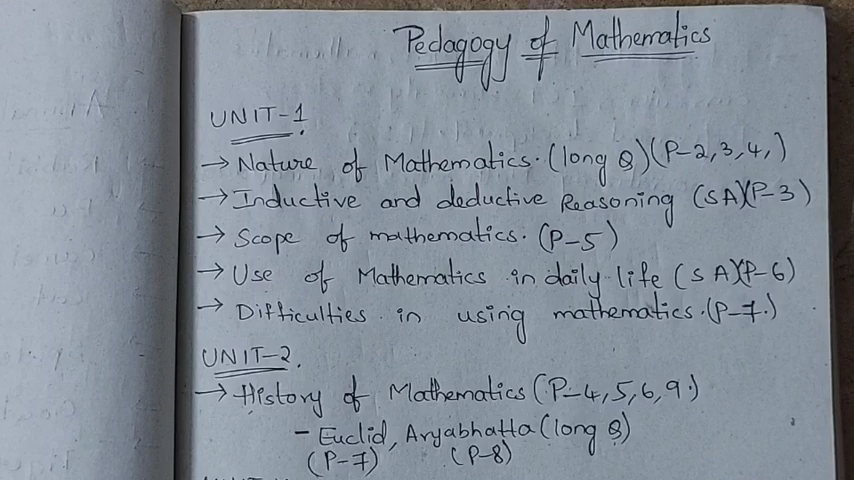 Pedagogy of Mathematics
UNIT-1
→ Nature of Mathematics. (long Q) (P-2,3,4,)
→ Inductive and deductive Reasoning (SA)(P-3)
→ Scope of mathematics. (P-5)
→ Use of Mathematics in daily life (SA)(P-6)
→ Difficulties in using mathematics. (P-7.)
UNIT-2.
→ History of Mathematics (P-4,5,6,9.)
- Euclid, Aryabhatta (long Q)
(P-7) (P-8)